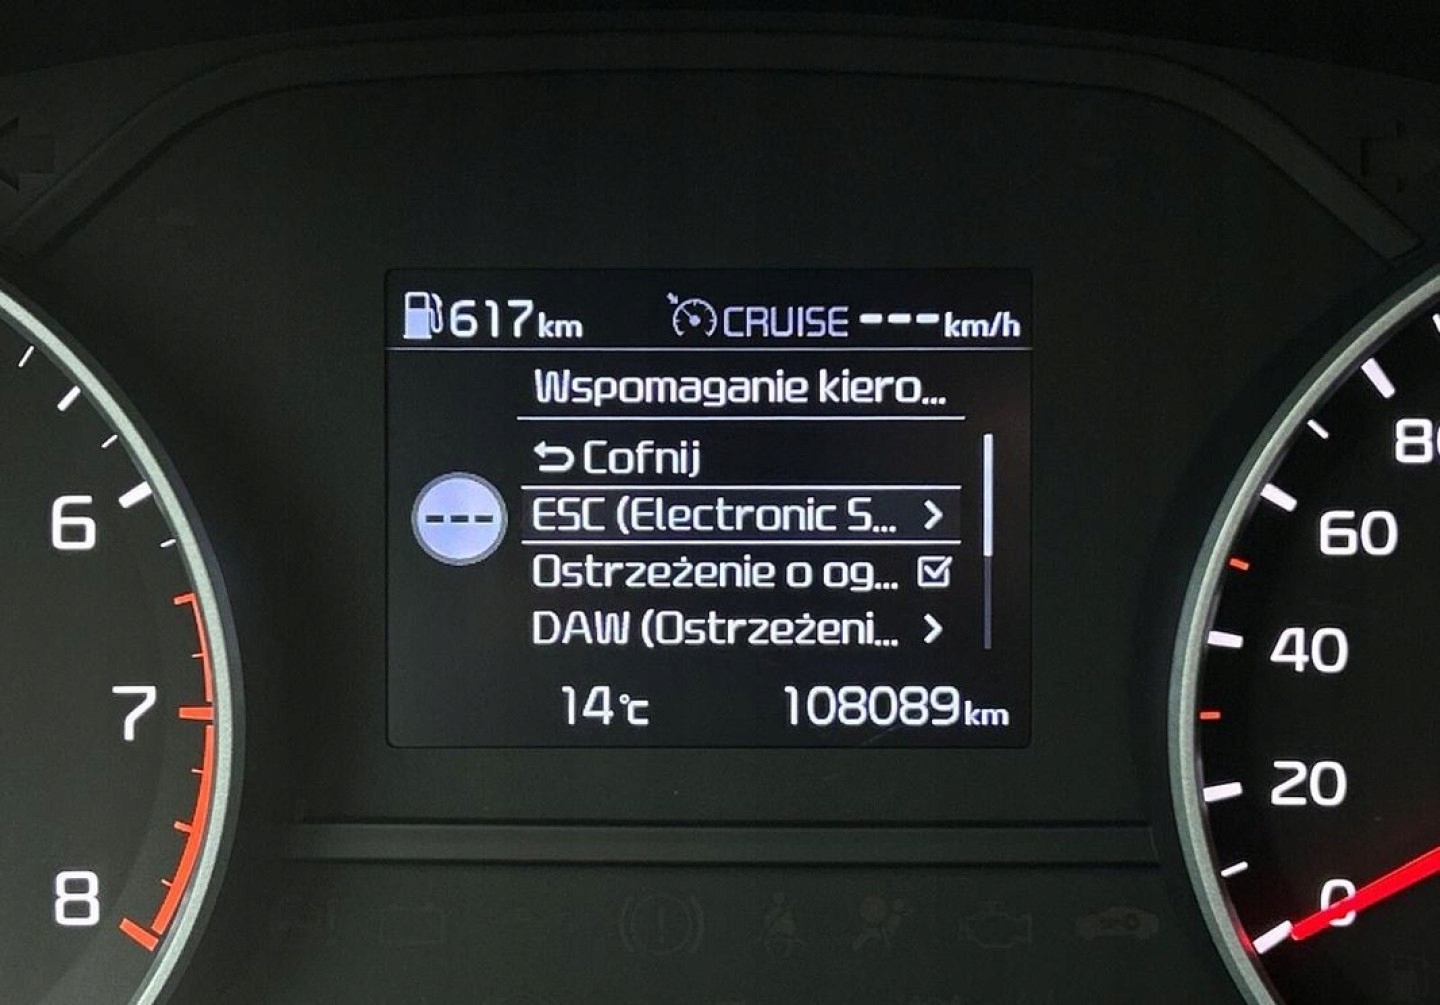 617km CRUISE ---km/h
Wspomaganie kiero...
Cofnij
ESC (Electronic S...
---
Ostrzeżenie o og...
DAW (Ostrzeżeni...
14°C 108089km
6
7
8
80
60
40
20
0